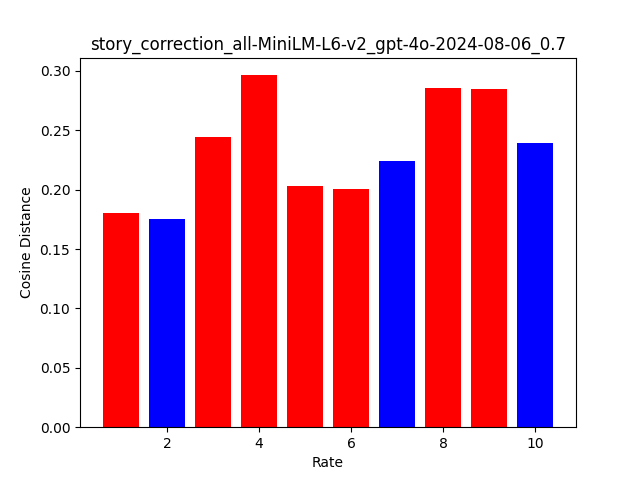 story_correction_all-MiniLM-L6-v2_gpt-4o-2024-08-06_0.7
0.30
0.25
0.20
0.15
0.10
0.05
0.00
Cosine Distance
2 4 6 8 10
Rate